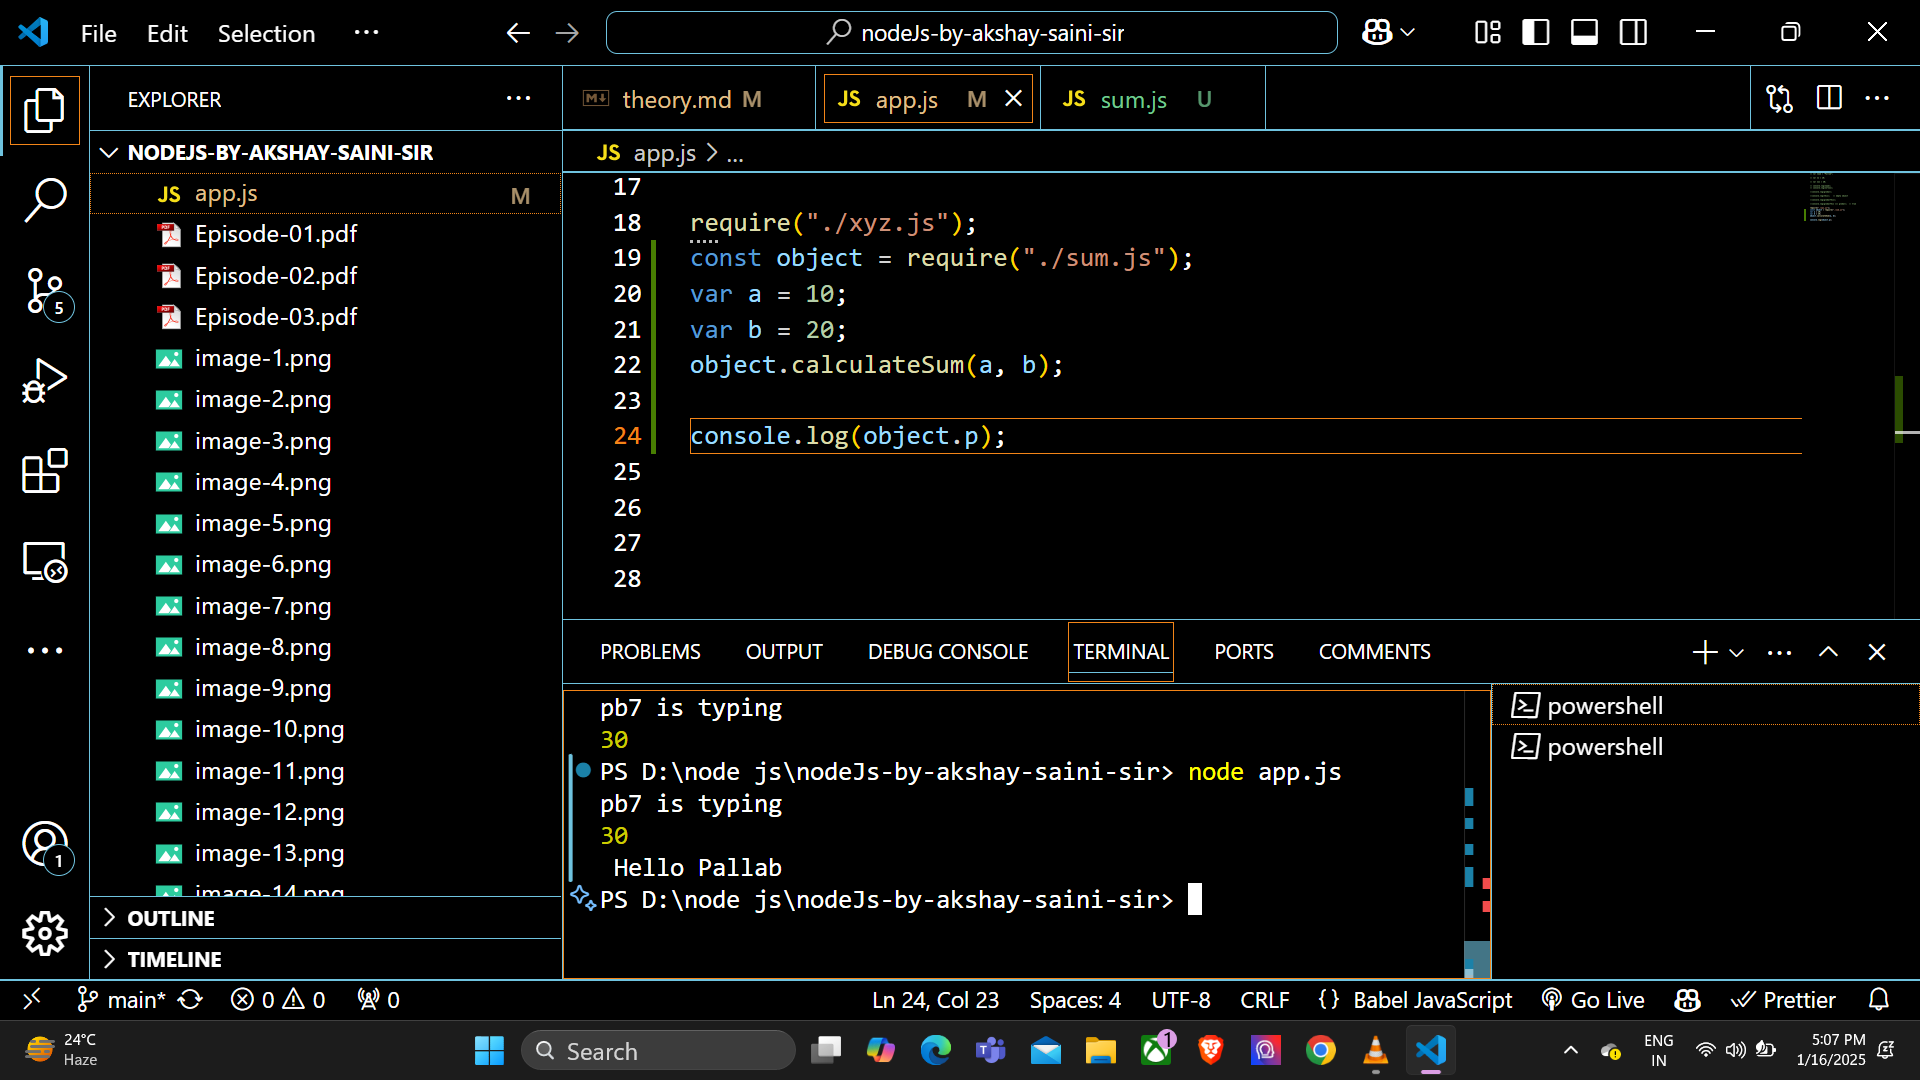 File Edit Selection ···
nodeJs-by-akshay-saini-sir
EXPLORER ···
NODEJS-BY-AKSHAY-SAINI-SIR
JS app.js M
Episode-01.pdf
Episode-02.pdf
Episode-03.pdf
image-1.png
image-2.png
image-3.png
image-4.png
image-5.png
image-6.png
image-7.png
image-8.png
image-9.png
image-10.png
image-11.png
image-12.png
image-13.png
image-14.png
OUTLINE
TIMELINE
5
1
theory.md M
JS app.js M
JS sum.js U
JS app.js > ...
17
18 require("./xyz.js");
19 const object = require("./sum.js");
20 var a = 10;
21 var b = 20;
22 object.calculateSum(a, b);
23
24 console.log(object.p);
25
26
27
28
PROBLEMS OUTPUT DEBUG CONSOLE TERMINAL PORTS COMMENTS
pb7 is typing
30
PS D:\node js\nodeJs-by-akshay-saini-sir> node app.js
pb7 is typing
30
 Hello Pallab
PS D:\node js\nodeJs-by-akshay-saini-sir>
powershell
powershell
main* 0 0 0 Ln 24, Col 23 Spaces: 4 UTF-8 CRLF {} Babel JavaScript Go Live Prettier
24°C
Haze
Search
1
ENG
IN
5:07 PM
1/16/2025